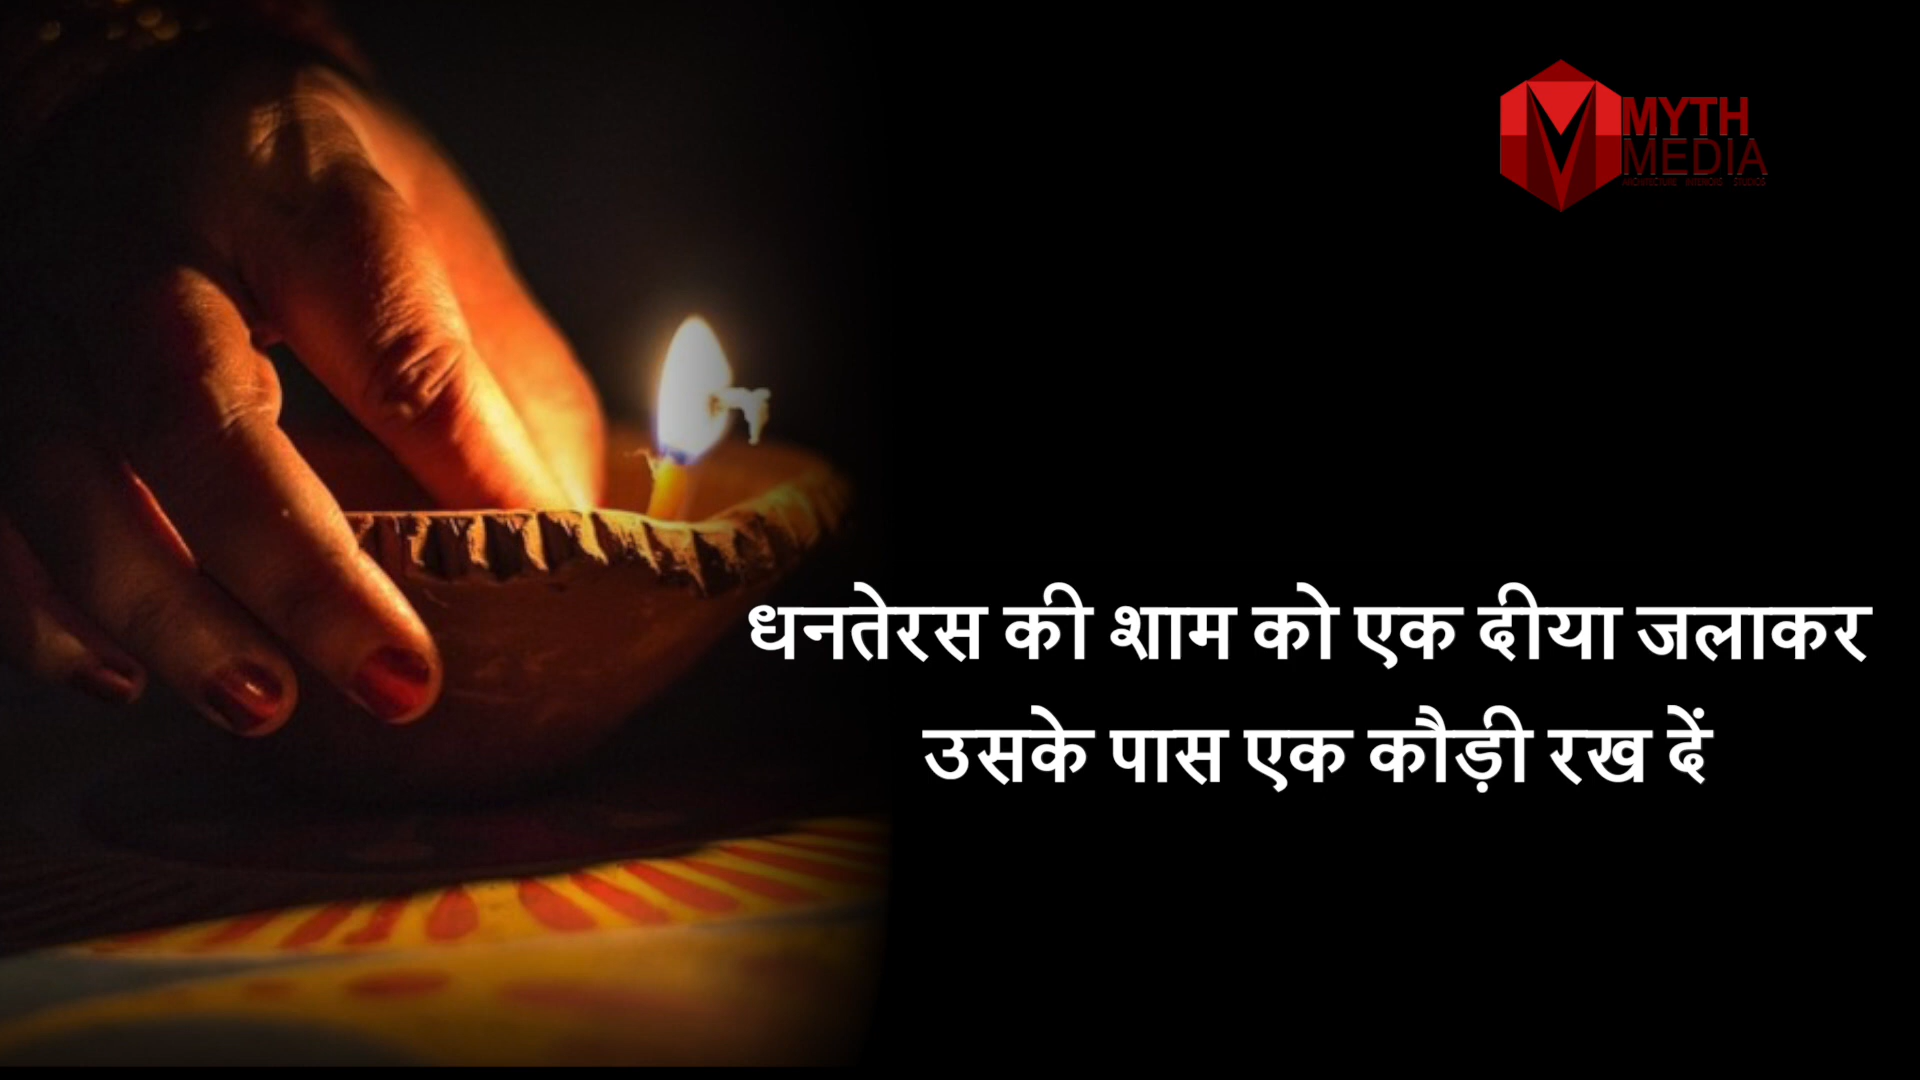 MYTH
MEDIA
धनतेरस की शाम को एक दीया जलाकर
उसके पास एक कौड़ी रख दें